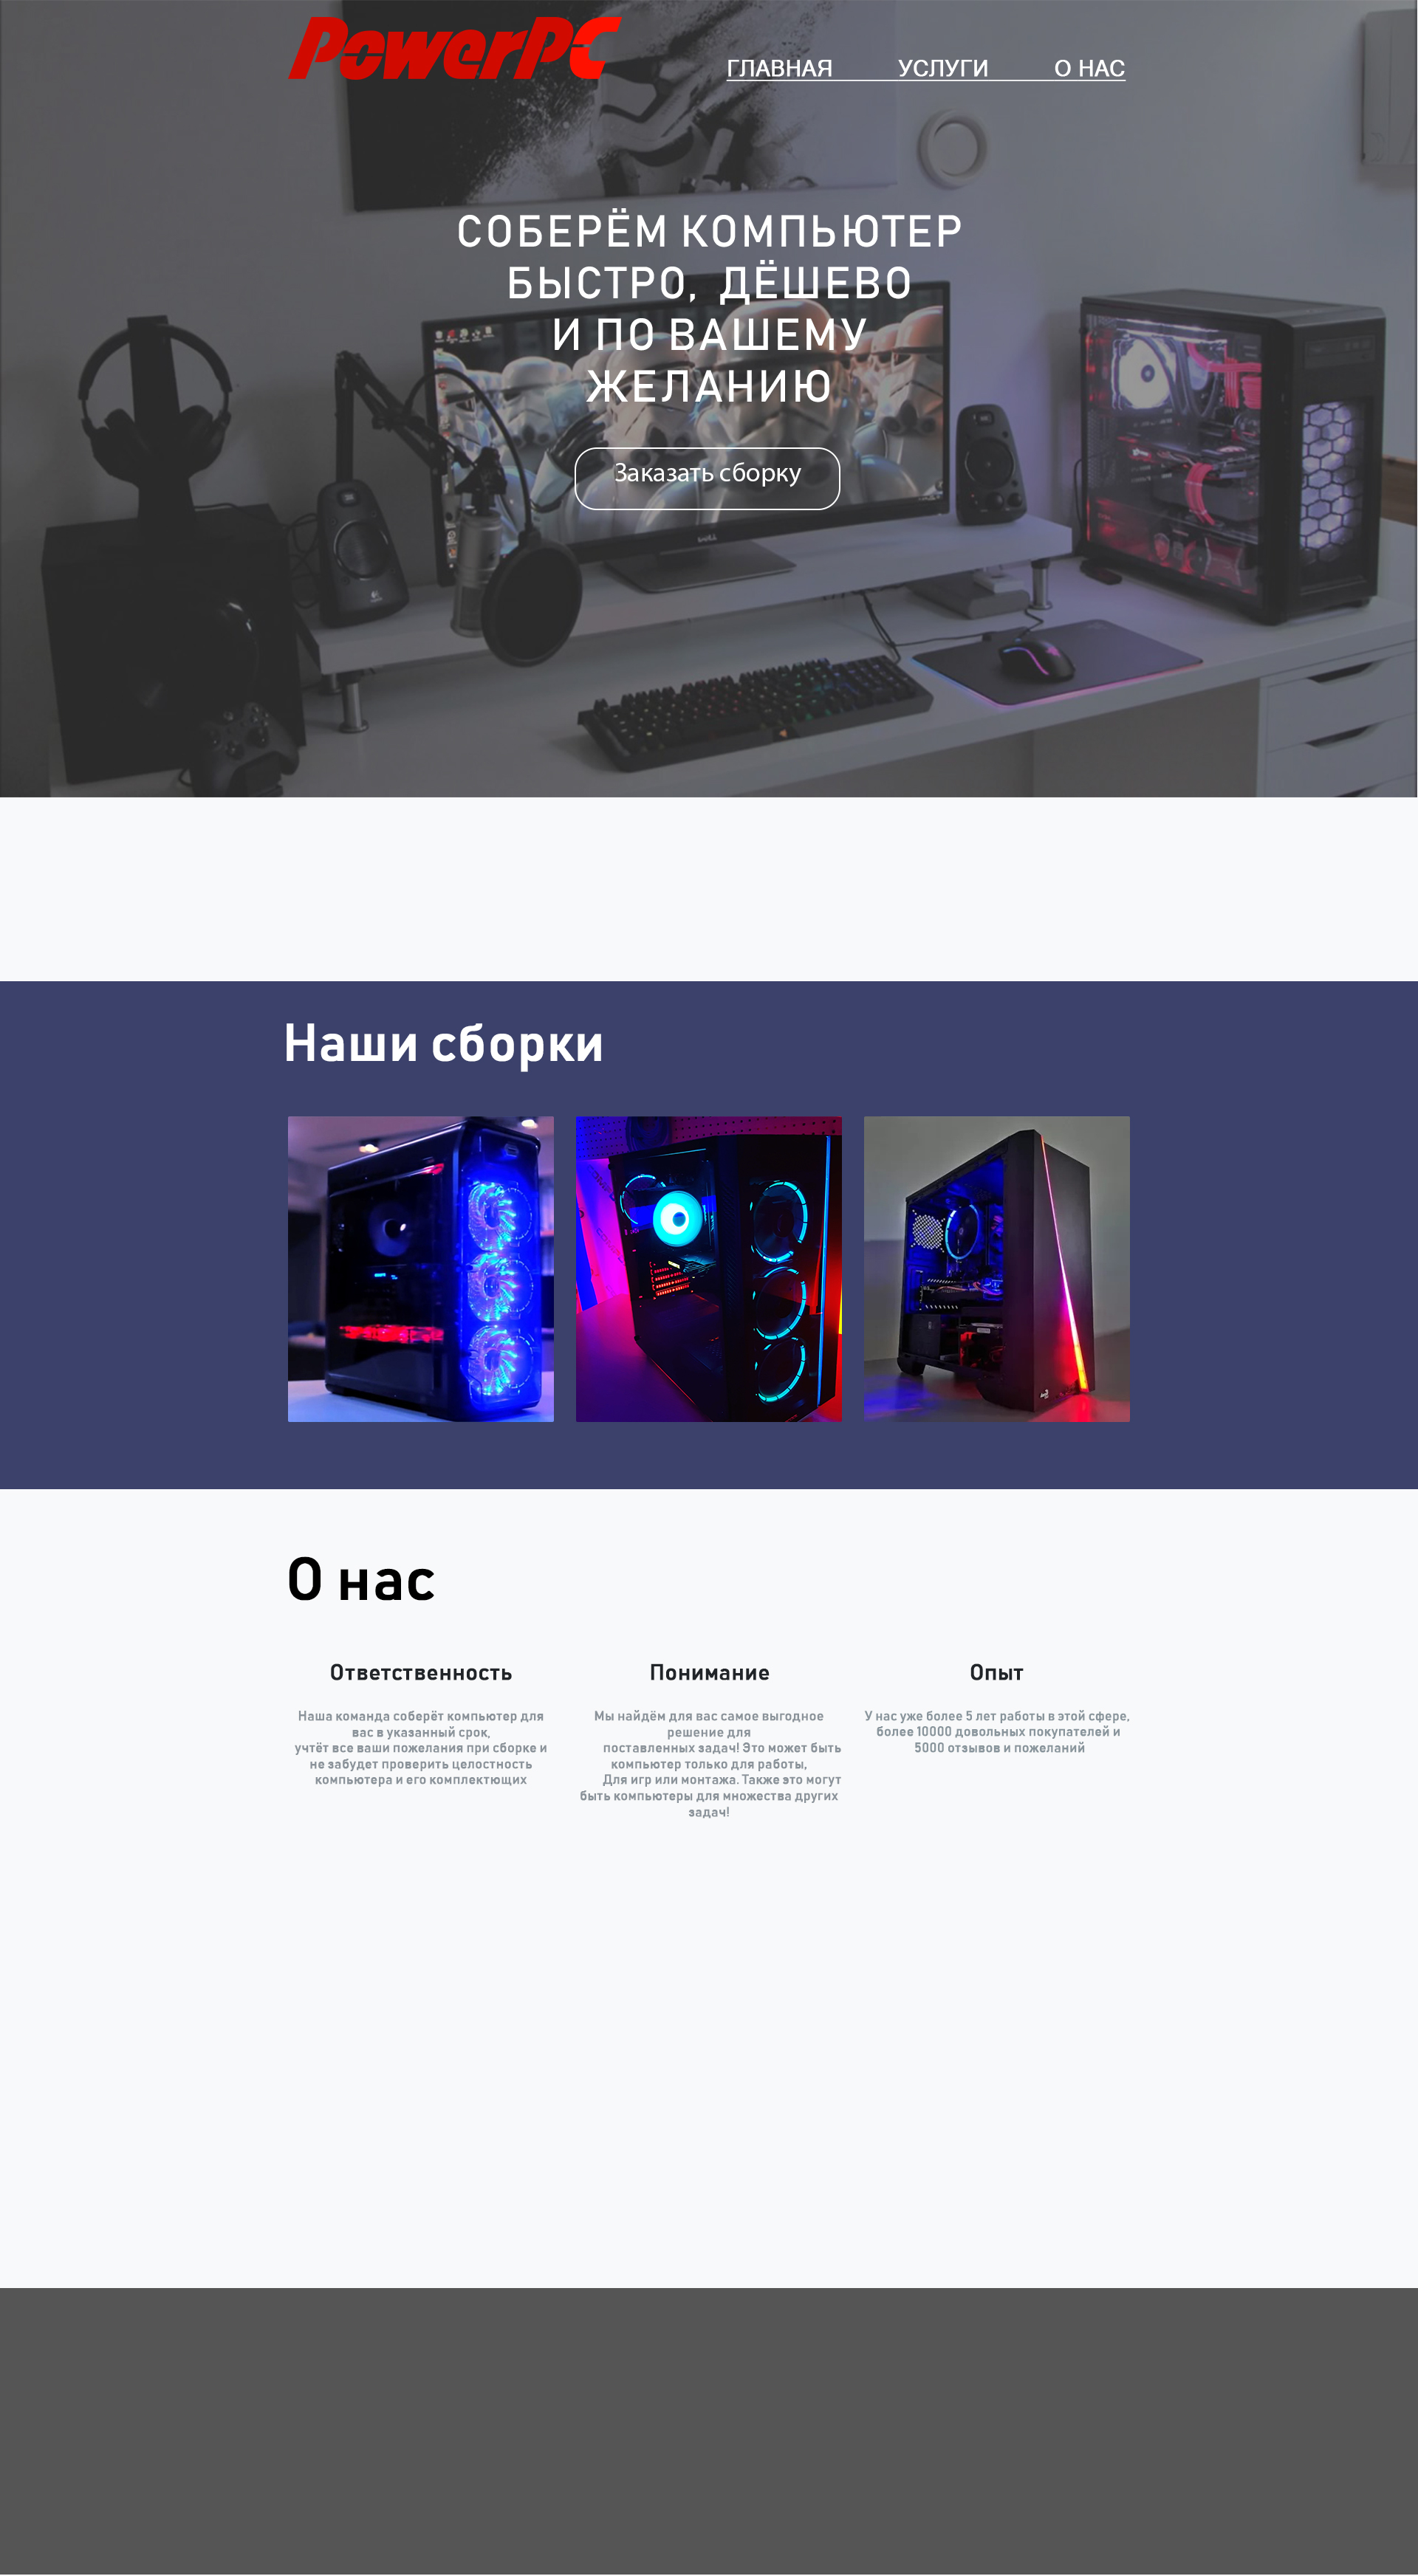 PowerPC
ГЛАВНАЯ УСЛУГИ О НАС
СОБЕРЁМ КОМПЬЮТЕР
БЫСТРО, ДЁШЕВО
И ПО ВАШЕМУ
ЖЕЛАНИЮ
Заказать сборку
Наши сборки
О нас
Ответственность
Наша команда соберёт компьютер для
вас в указанный срок,
учтёт все ваши пожелания при сборке и
не забудет проверить целостность
компьютера и его комплектющих
Понимание
Мы найдём для вас самое выгодное
решение для
поставленных задач! Это может быть
компьютер только для работы,
Для игр или монтажа. Также это могут
быть компьютеры для множества других
задач!
Опыт
У нас уже более 5 лет работы в этой сфере,
более 10000 довольных покупателей и
5000 отзывов и пожеланий